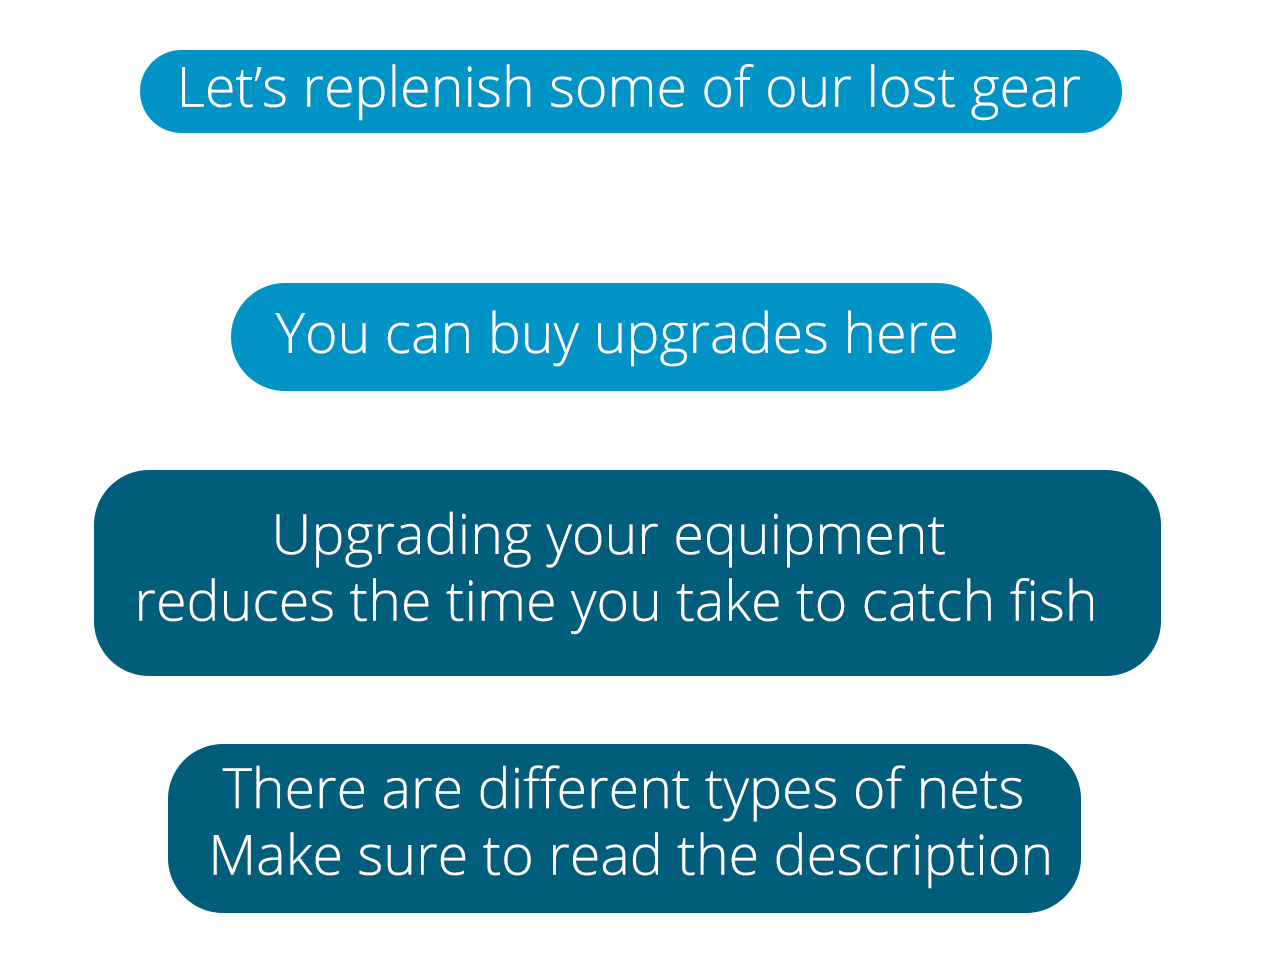 Let’s replenish some of our lost gear
You can buy upgrades here
Upgrading your equipment
reduces the time you take to catch fish
There are different types of nets
Make sure to read the description